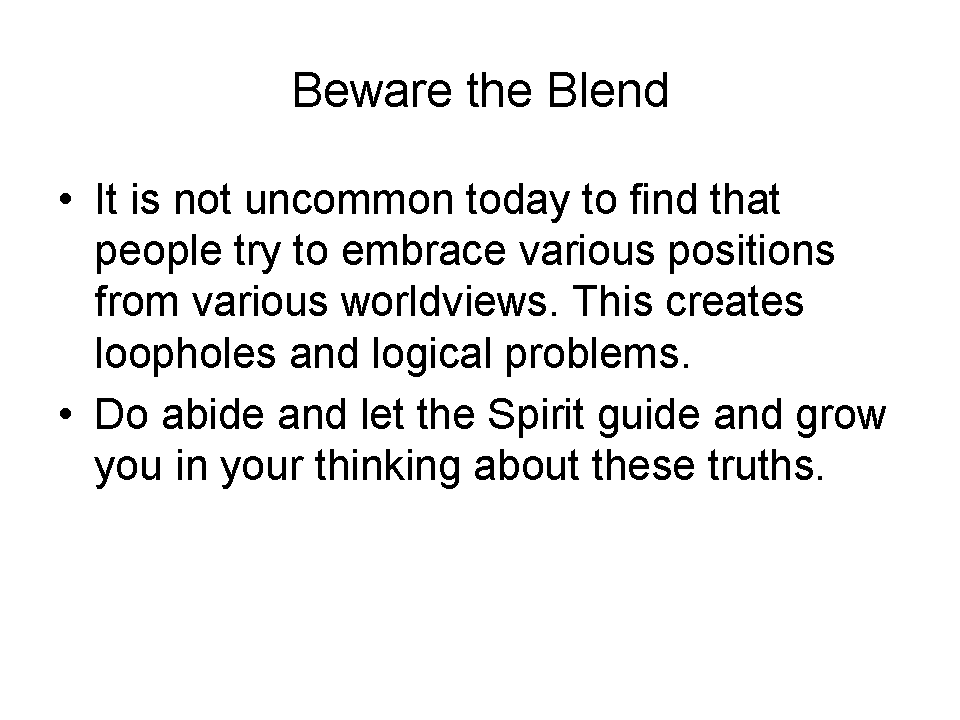 Beware the Blend
• It is not uncommon today to find that
people try to embrace various positions
from various worldviews. This creates
loopholes and logical problems.
• Do abide and let the Spirit guide and grow
you in your thinking about these truths.